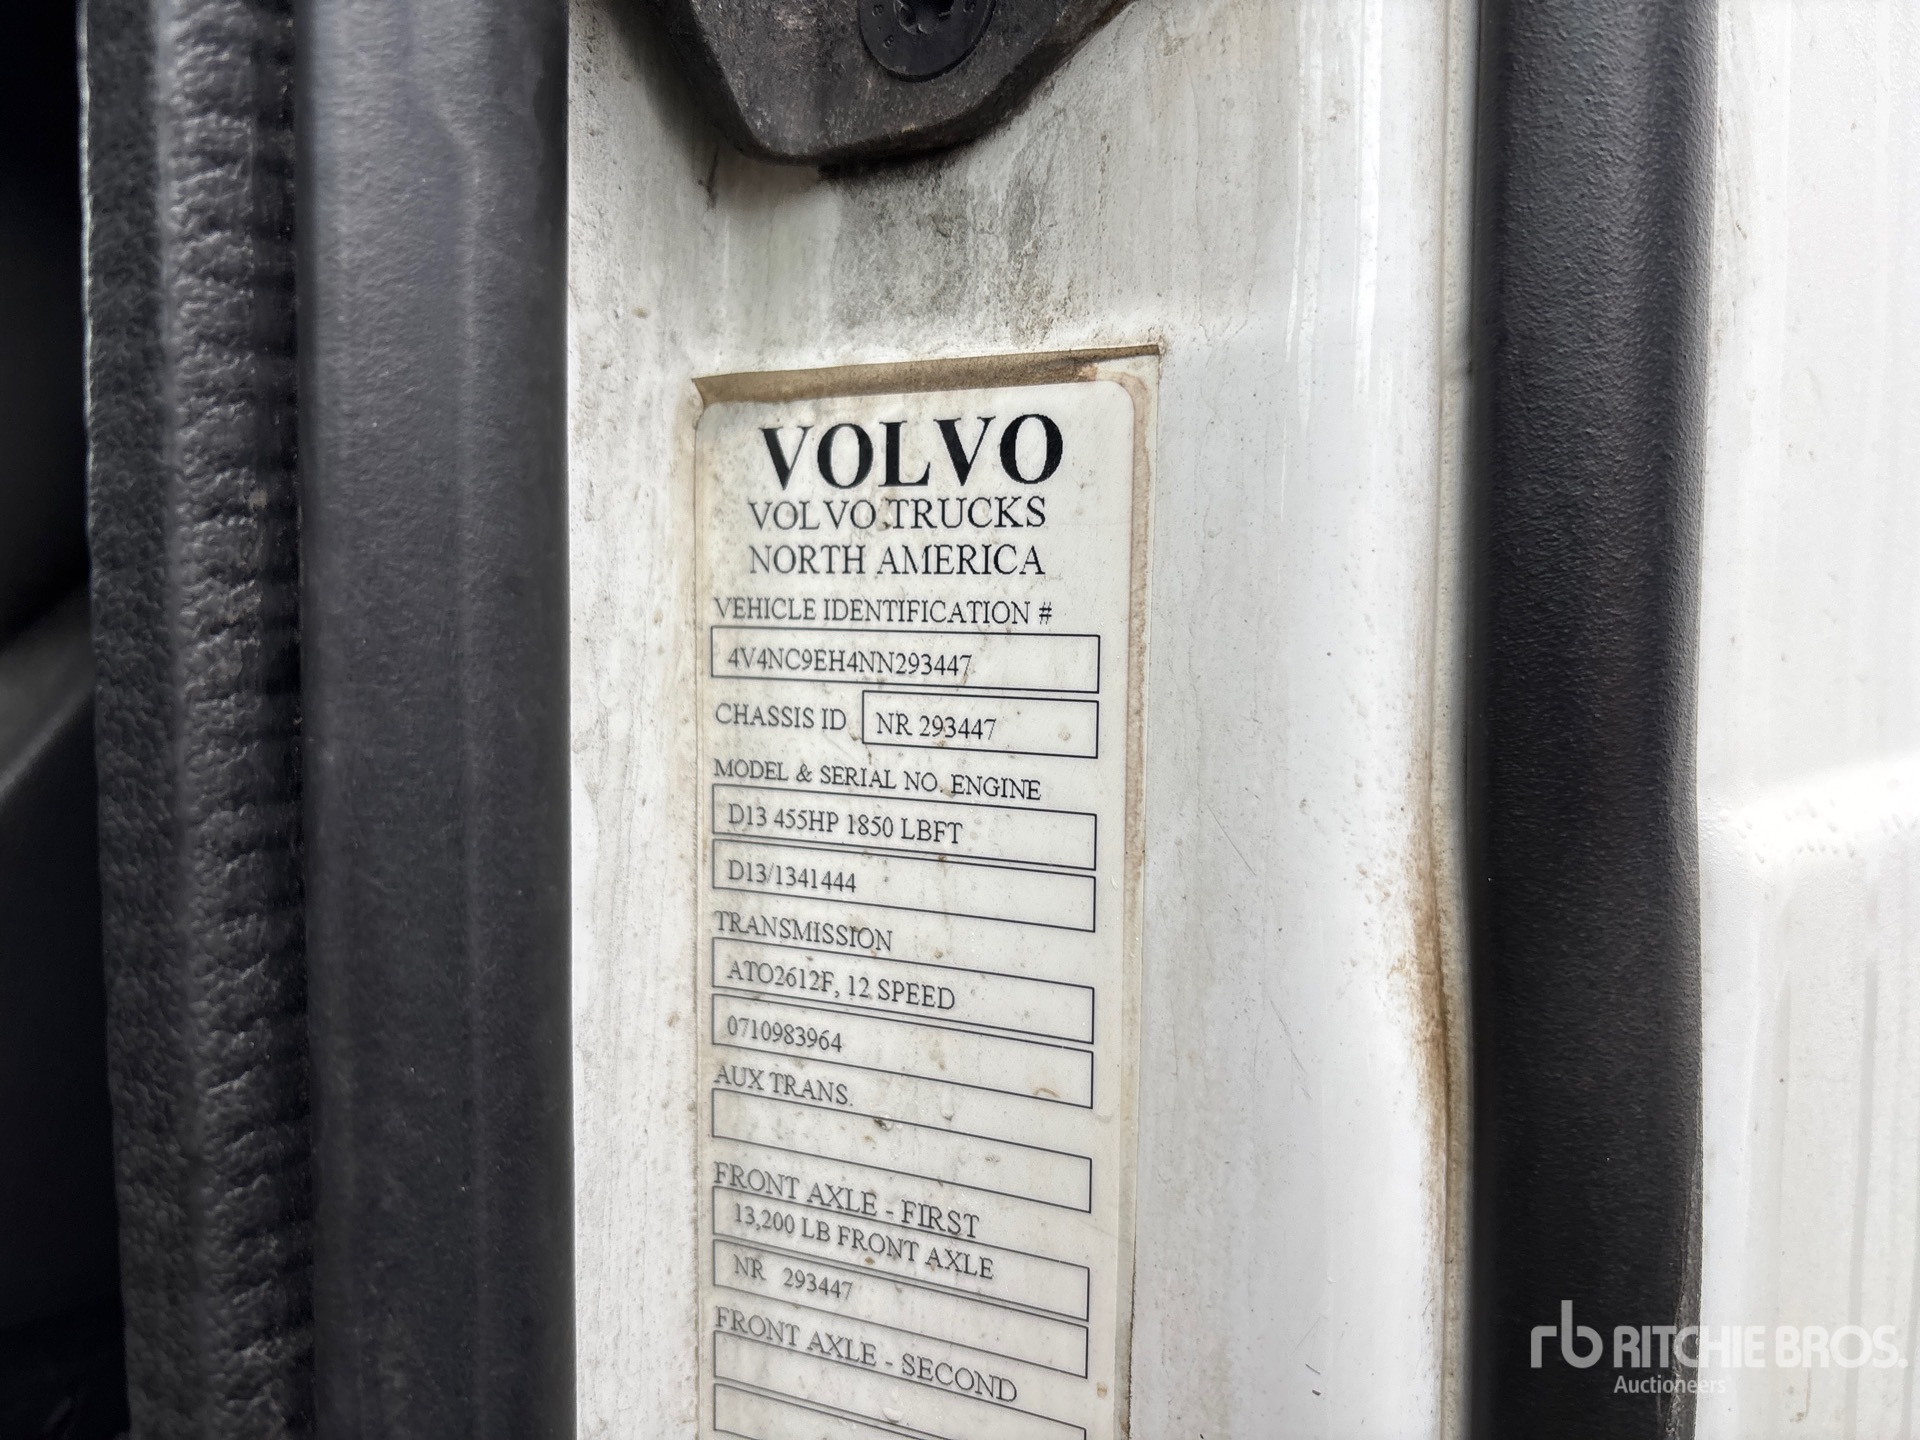 VOLVO
VOLVO TRUCKS
NORTH AMERICA
VEHICLE IDENTIFICATION #
4V4NC9EH4NN293447
CHASSIS ID NR 293447
MODEL & SERIAL NO. ENGINE
D13 455HP 1850 LBFT
D13/1341444
TRANSMISSION
ATO2612F, 12 SPEED
0710983964
AUX TRANS.
FRONT AXLE - FIRST
13,200 LB FRONT AXLE
NR 293447
FRONT AXLE - SECOND
rb RITCHIE BROS.
Auctioneers